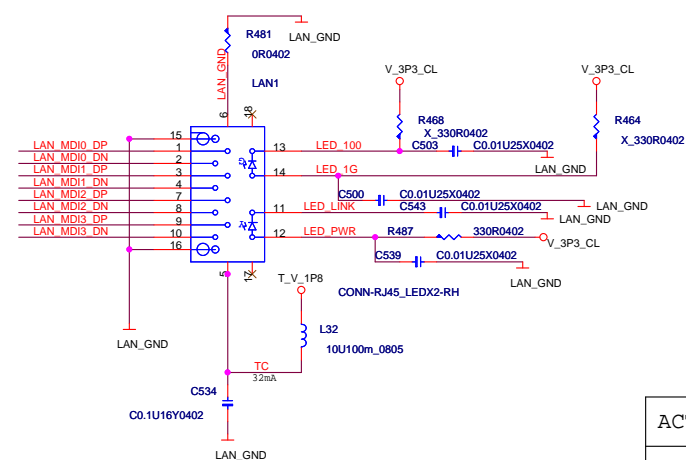 R481
LAN_GND
0R0402
LAN_GND
LAN1
V_3P3_CL
V_3P3_CL
R468
X_330R0402
R464
X_330R0402
6
18
15
LAN_MDI0_DP 1
LAN_MDI0_DN 2
LAN_MDI1_DP 3
LAN_MDI1_DN 4
LAN_MDI2_DP 7
LAN_MDI2_DN 8
LAN_MDI3_DP 9
LAN_MDI3_DN 10
16
13 LED_100 C503 C0.01U25X0402
LAN_GND
14 LED_1G
C500 C0.01U25X0402
LAN_GND
11 LED_LINK C543 C0.01U25X0402
LAN_GND
12 LED_PWR R487 330R0402
V_3P3_CL
C539 C0.01U25X0402
LAN_GND
5
17
T_V_1P8
CONN-RJ45_LEDX2-RH
LAN_GND
L32
10U100m_0805
TC
32mA
C534
C0.1U16Y0402
LAN_GND